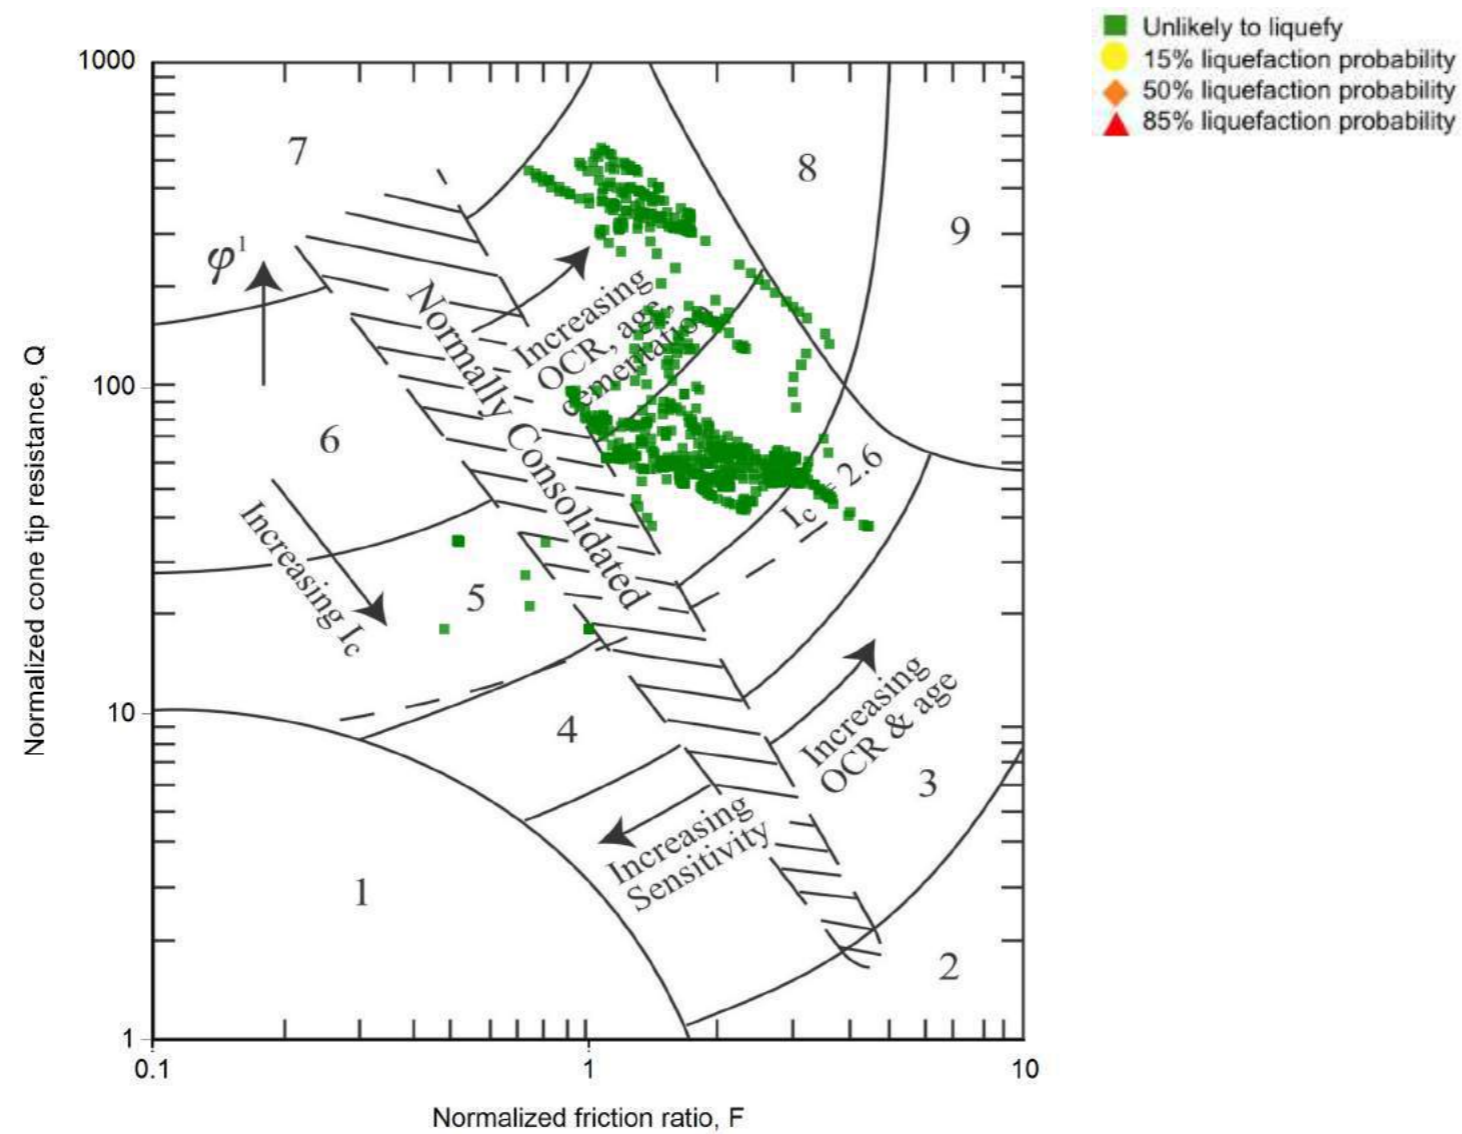 Unlikely to liquefy
15% liquefaction probability
50% liquefaction probability
85% liquefaction probability
1000
100
10
1
0.1
1
10
Normalized cone tip resistance, Q
Normalized friction ratio, F
7
8
9
φ¹
6
5
4
3
1
2
Normally Consolidated
Increasing
OCR, age,
cementation
Increasing Ic
Ic = 2.6
Increasing
OCR & age
Increasing
Sensitivity